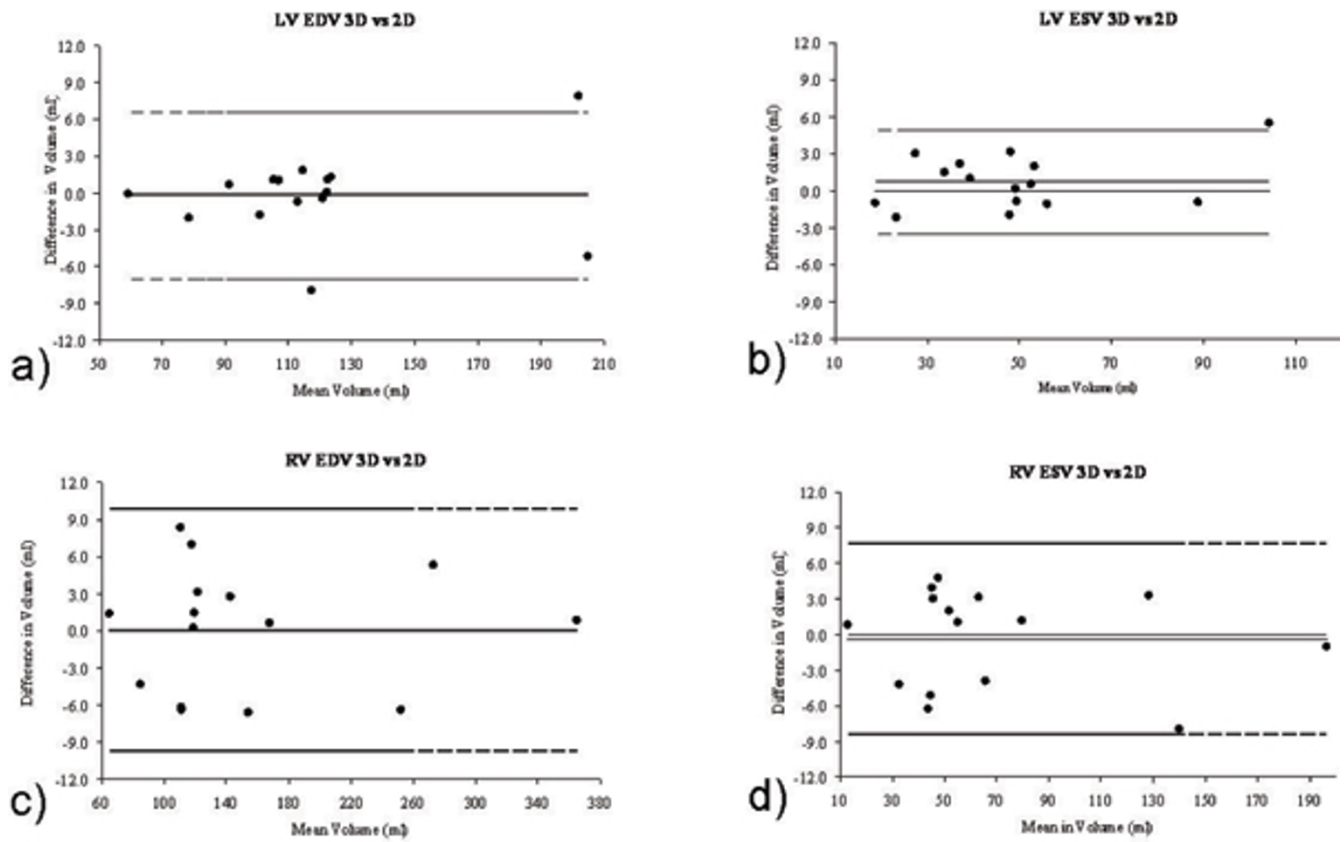 LV EDV 3D vs 2D
12.0
9.0
6.0
3.0
0.0
-3.0
-6.0
-9.0
-12.0
Difference in Volume (ml)
50 70 90 110 130 150 170 190 210
Mean Volume (ml)
a)
LV ESV 3D vs 2D
12.0
9.0
6.0
3.0
0.0
-3.0
-6.0
-9.0
-12.0
Difference in Volume (ml)
10 30 50 70 90 110
Mean Volume (ml)
b)
RV EDV 3D vs 2D
12.0
9.0
6.0
3.0
0.0
-3.0
-6.0
-9.0
-12.0
Difference in Volume (ml)
60 100 140 180 220 260 300 340 380
Mean Volume (ml)
c)
RV ESV 3D vs 2D
12.0
9.0
6.0
3.0
0.0
-3.0
-6.0
-9.0
-12.0
Difference in Volume (ml)
10 30 50 70 90 110 130 150 170 190
Mean in Volume (ml)
d)